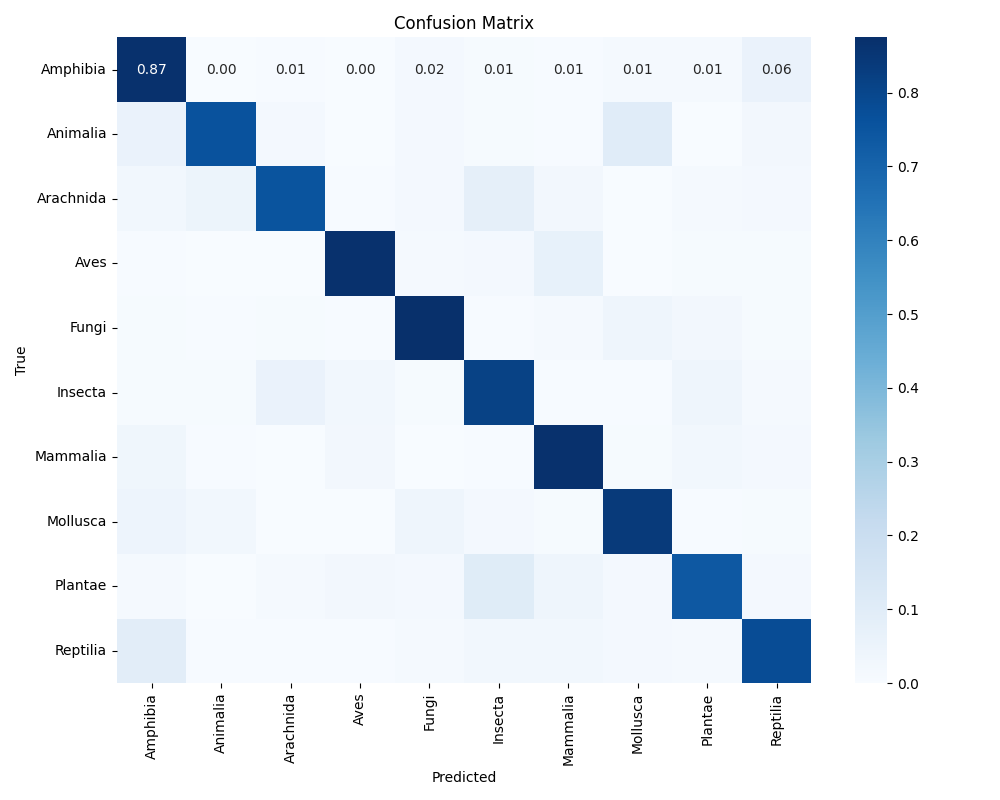 Confusion Matrix
True
Amphibia 0.87 0.00 0.01 0.00 0.02 0.01 0.01 0.01 0.01 0.06
Animalia
Arachnida
Aves
Fungi
Insecta
Mammalia
Mollusca
Plantae
Reptilia
Amphibia Animalia Arachnida Aves Fungi Insecta Mammalia Mollusca Plantae Reptilia
Predicted
0.8
0.7
0.6
0.5
0.4
0.3
0.2
0.1
0.0